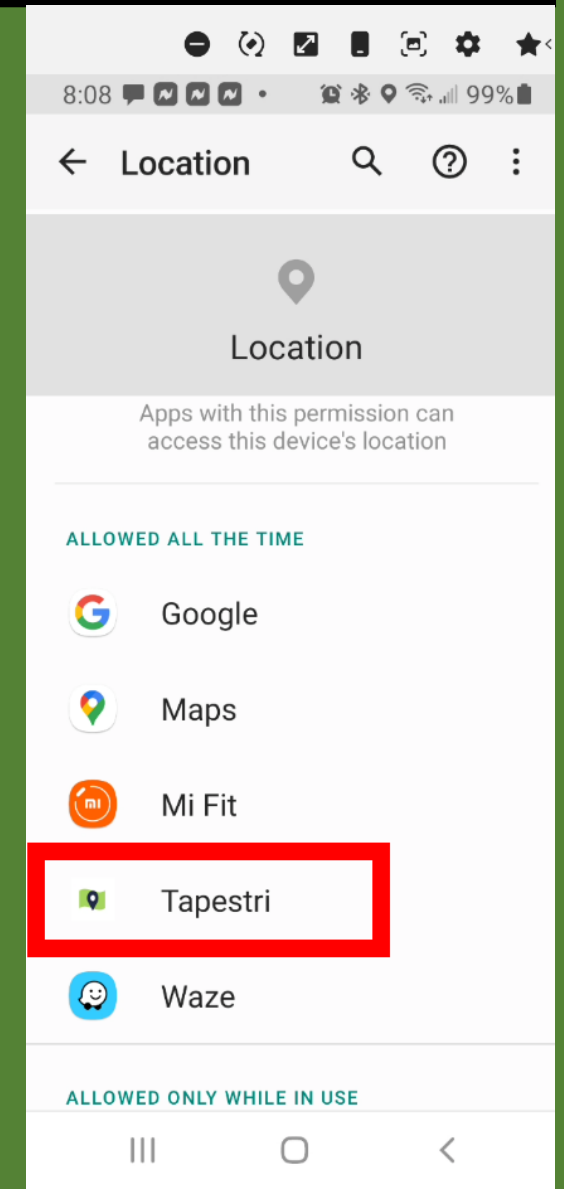 8:08 99%
Location
Location
Apps with this permission can
access this device's location
ALLOWED ALL THE TIME
Google
Maps
mi Mi Fit
Tapestri
Waze
ALLOWED ONLY WHILE IN USE